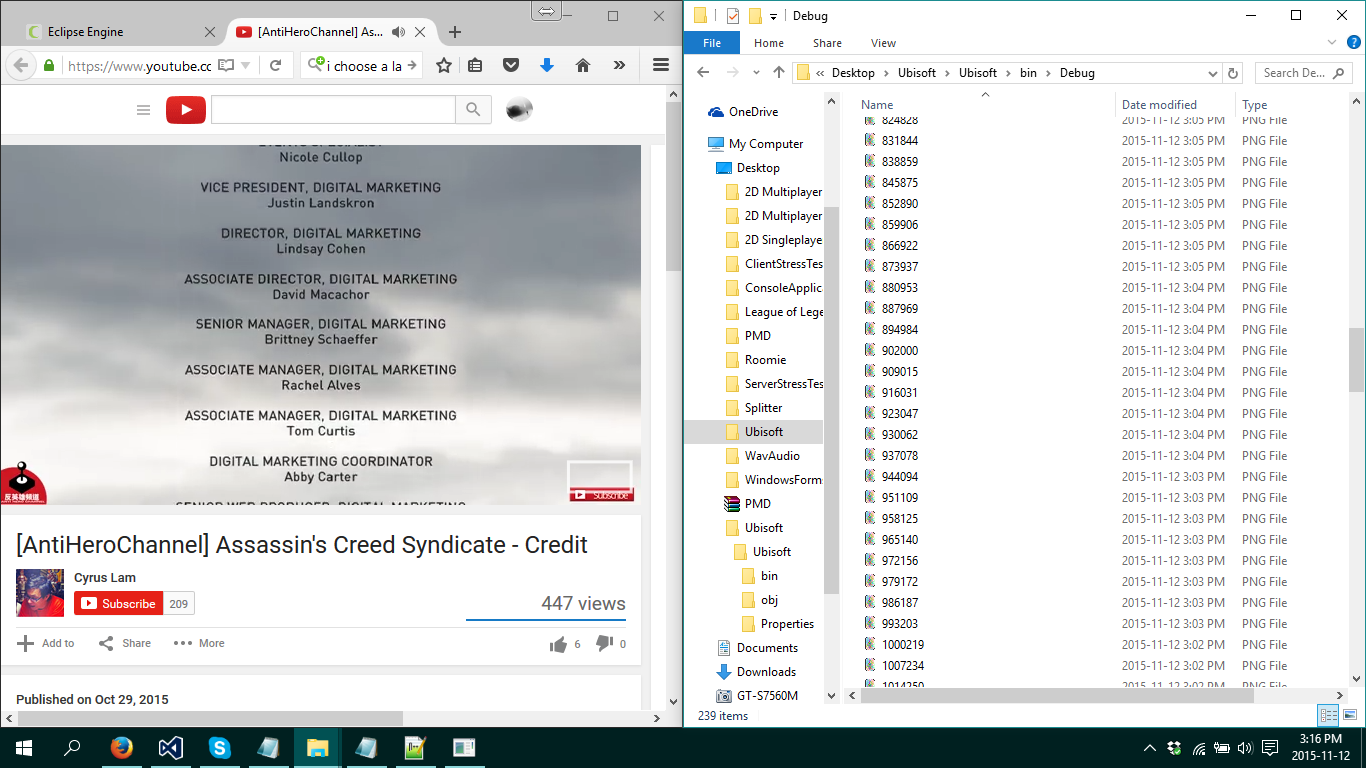 Eclipse Engine
[AntiHeroChannel] As...
https://www.youtube.cc
i choose a la
NICOLE CULLOP
VICE PRESIDENT, DIGITAL MARKETING
Justin Landskron
DIRECTOR, DIGITAL MARKETING
Lindsay Cohen
ASSOCIATE DIRECTOR, DIGITAL MARKETING
David Macachor
SENIOR MANAGER, DIGITAL MARKETING
Brittney Schaeffer
ASSOCIATE MANAGER, DIGITAL MARKETING
Rachel Alves
ASSOCIATE MANAGER, DIGITAL MARKETING
Tom Curtis
DIGITAL MARKETING COORDINATOR
Abby Carter
SENIOR WEB PRODUCER, DIGITAL MARKETING
反英雄頻道
Subscribe
[AntiHeroChannel] Assassin's Creed Syndicate - Credit
Cyrus Lam
Subscribe 209
447 views
Add to Share More 6 0
Published on Oct 29, 2015
Debug
File Home Share View
Desktop Ubisoft Ubisoft bin Debug
Search De...
OneDrive
My Computer
Desktop
2D Multiplayer
2D Multiplayer
2D Singleplaye
ClientStressTes
ConsoleApplic
League of Lege
PMD
Roomie
ServerStressTes
Splitter
Ubisoft
WavAudio
WindowsForm
PMD
Ubisoft
Ubisoft
bin
obj
Properties
Documents
Downloads
GT-S7560M
Name Date modified Type
824828 2015-11-12 3:05 PM PNG File
831844 2015-11-12 3:05 PM PNG File
838859 2015-11-12 3:05 PM PNG File
845875 2015-11-12 3:05 PM PNG File
852890 2015-11-12 3:05 PM PNG File
859906 2015-11-12 3:05 PM PNG File
866922 2015-11-12 3:05 PM PNG File
873937 2015-11-12 3:05 PM PNG File
880953 2015-11-12 3:04 PM PNG File
887969 2015-11-12 3:04 PM PNG File
894984 2015-11-12 3:04 PM PNG File
902000 2015-11-12 3:04 PM PNG File
909015 2015-11-12 3:04 PM PNG File
916031 2015-11-12 3:04 PM PNG File
923047 2015-11-12 3:04 PM PNG File
930062 2015-11-12 3:04 PM PNG File
937078 2015-11-12 3:04 PM PNG File
944094 2015-11-12 3:03 PM PNG File
951109 2015-11-12 3:03 PM PNG File
958125 2015-11-12 3:03 PM PNG File
965140 2015-11-12 3:03 PM PNG File
972156 2015-11-12 3:03 PM PNG File
979172 2015-11-12 3:03 PM PNG File
986187 2015-11-12 3:03 PM PNG File
993203 2015-11-12 3:03 PM PNG File
1000219 2015-11-12 3:02 PM PNG File
1007234 2015-11-12 3:02 PM PNG File
1014250 2015-11-12 3:02 PM PNG File
239 items
3:16 PM
2015-11-12